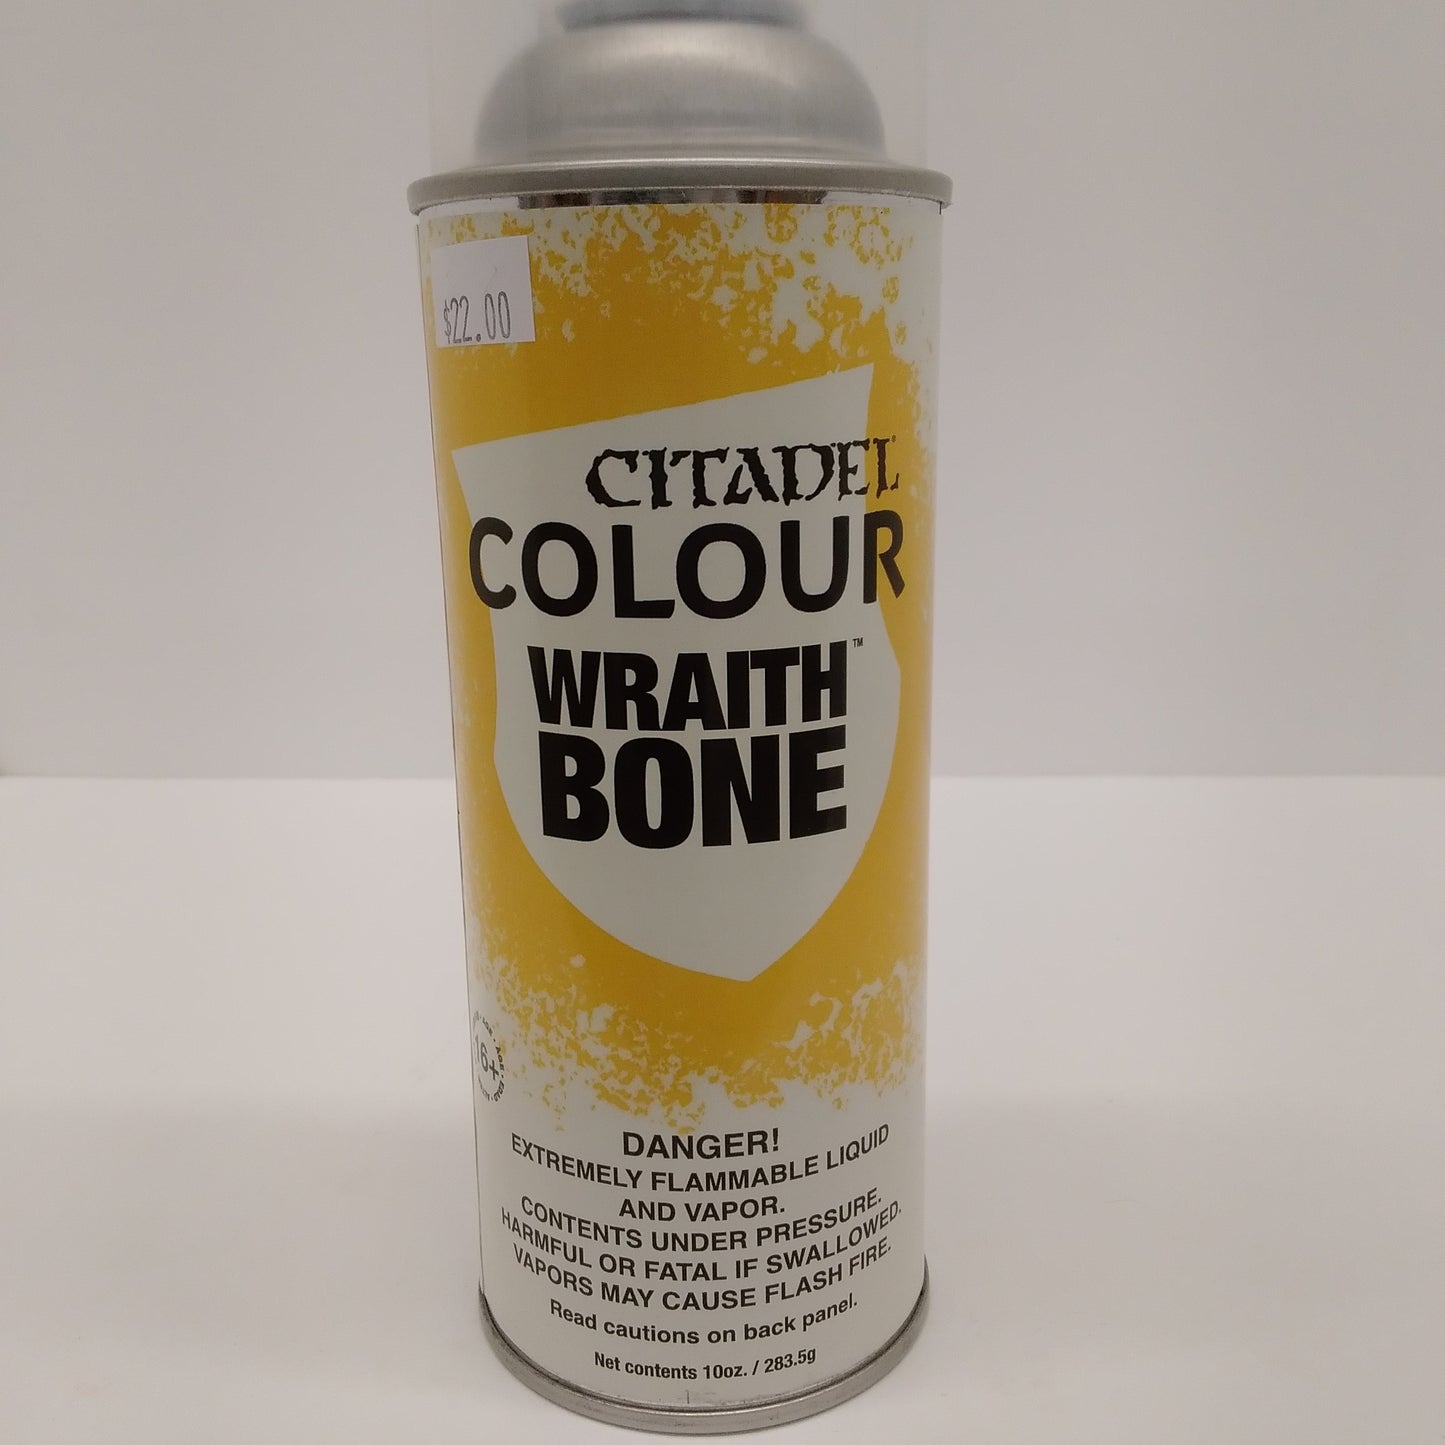 $22.00
CITADEL
COLOUR
WRAITH™
BONE
16+
DANGER!
EXTREMELY FLAMMABLE LIQUID
AND VAPOR.
CONTENTS UNDER PRESSURE.
HARMFUL OR FATAL IF SWALLOWED.
VAPORS MAY CAUSE FLASH FIRE.
Read cautions on back panel.
Net contents 10oz. / 283.5g